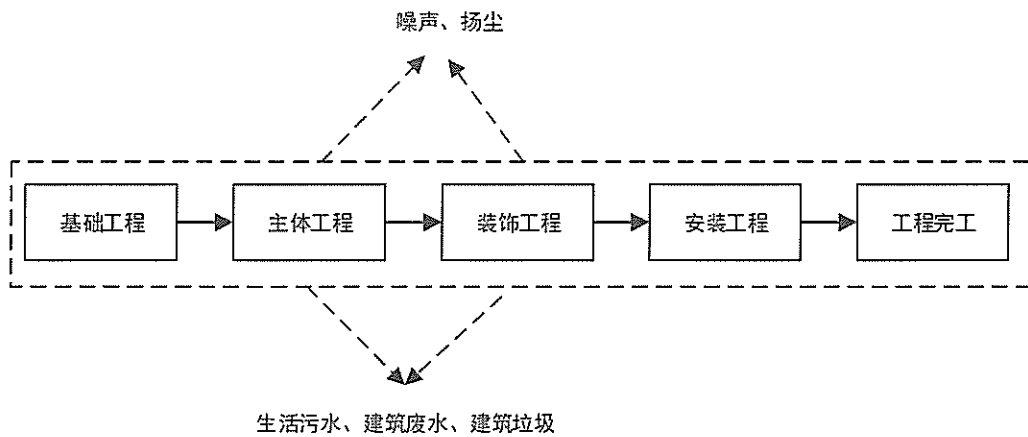 噪声、扬尘
基础工程
主体工程
装饰工程
安装工程
工程完工
生活污水、建筑废水、建筑垃圾